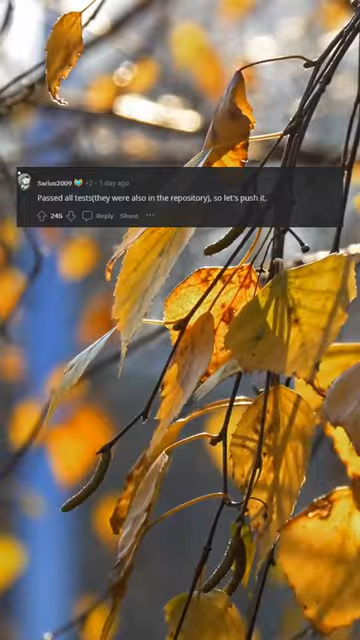 Sarius2009 +2 · 1 day ago
Passed all tests(they were also in the repository), so let's push it.
245 Reply Share ···